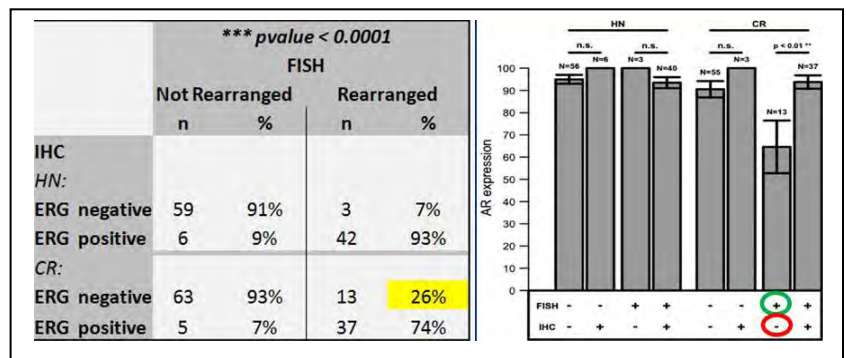 *** pvalue < 0.0001
FISH
Not Rearranged Rearranged
n % n %
IHC
HN:
ERG negative 59 91% 3 7%
ERG positive 6 9% 42 93%
CR:
ERG negative 63 93% 13 26%
ERG positive 5 7% 37 74%
HN CR
n.s. n.s. n.s. p < 0.01 **
N=56 N=6 N=3 N=40 N=55 N=3 N=13 N=37
AR expression
100
90
80
70
60
50
40
30
20
10
0
FISH - - + + - - + +
IHC - + - + - + - +